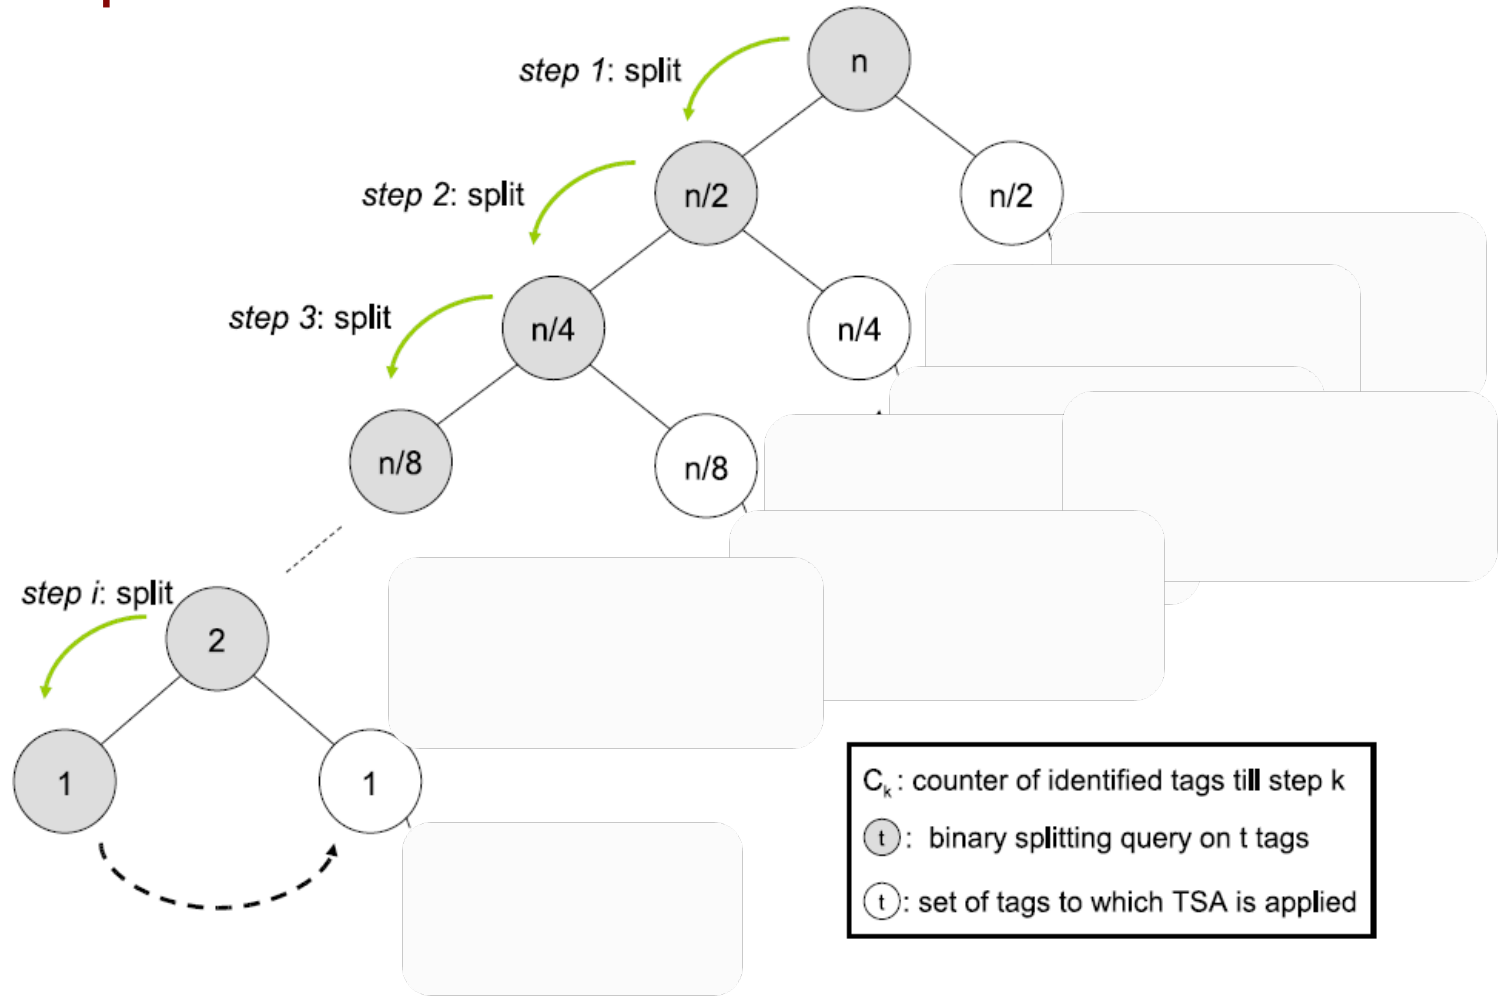 n
step 1: split
n/2
n/2
step 2: split
n/4
n/4
step 3: split
n/8
n/8
step i: split
2
1
1
Ck : counter of identified tags till step k
t : binary splitting query on t tags
t : set of tags to which TSA is applied